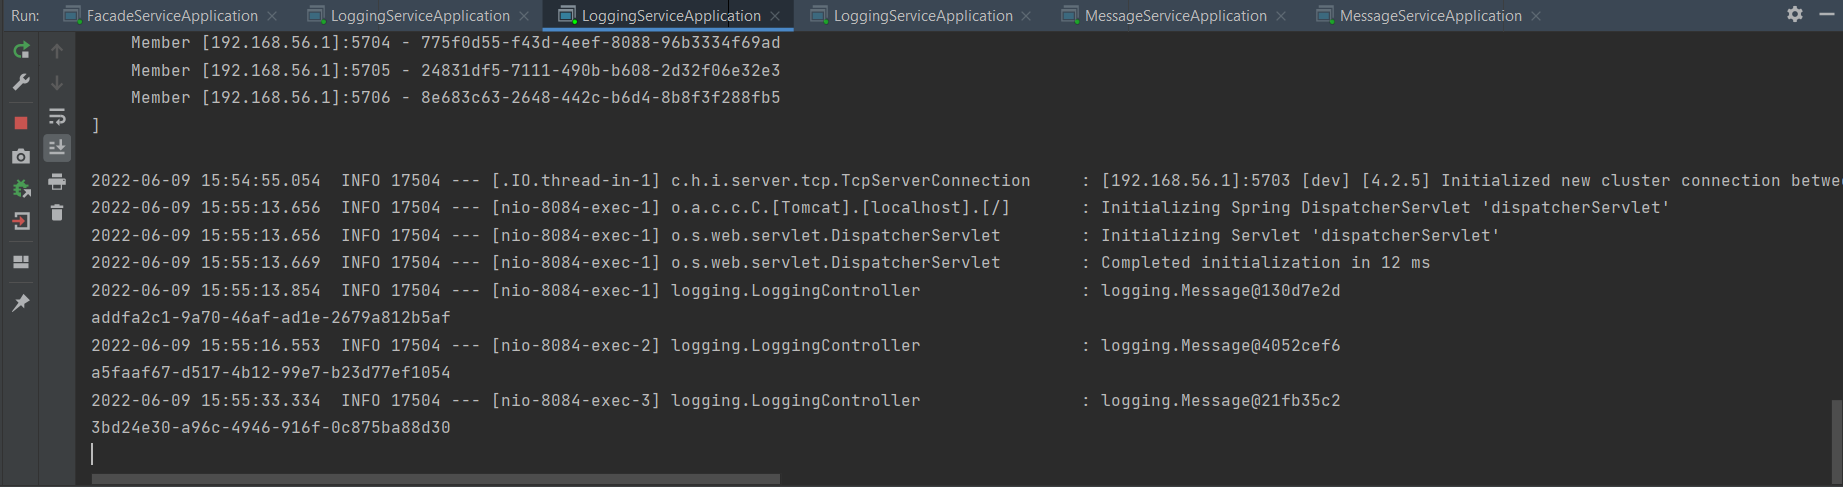 Run: FacadeServiceApplication LoggingServiceApplication LoggingServiceApplication LoggingServiceApplication MessageServiceApplication MessageServiceApplication
Member [192.168.56.1]:5704 - 775f0d55-f43d-4eef-8088-96b3334f69ad
Member [192.168.56.1]:5705 - 24831df5-7111-490b-b608-2d32f06e32e3
Member [192.168.56.1]:5706 - 8e683c63-2648-442c-b6d4-8b8f3f288fb5
]
2022-06-09 15:54:55.054  INFO 17504 --- [.IO.thread-in-1] c.h.i.server.tcp.TcpServerConnection     : [192.168.56.1]:5703 [dev] [4.2.5] Initialized new cluster connection betwe
2022-06-09 15:55:13.656  INFO 17504 --- [nio-8084-exec-1] o.a.c.c.C.[Tomcat].[localhost].[/]       : Initializing Spring DispatcherServlet 'dispatcherServlet'
2022-06-09 15:55:13.656  INFO 17504 --- [nio-8084-exec-1] o.s.web.servlet.DispatcherServlet        : Initializing Servlet 'dispatcherServlet'
2022-06-09 15:55:13.669  INFO 17504 --- [nio-8084-exec-1] o.s.web.servlet.DispatcherServlet        : Completed initialization in 12 ms
2022-06-09 15:55:13.854  INFO 17504 --- [nio-8084-exec-1] logging.LoggingController                : logging.Message@130d7e2d
addfa2c1-9a70-46af-ad1e-2679a812b5af
2022-06-09 15:55:16.553  INFO 17504 --- [nio-8084-exec-2] logging.LoggingController                : logging.Message@4052cef6
a5faaf67-d517-4b12-99e7-b23d77ef1054
2022-06-09 15:55:33.334  INFO 17504 --- [nio-8084-exec-3] logging.LoggingController                : logging.Message@21fb35c2
3bd24e30-a96c-4946-916f-0c875ba88d30